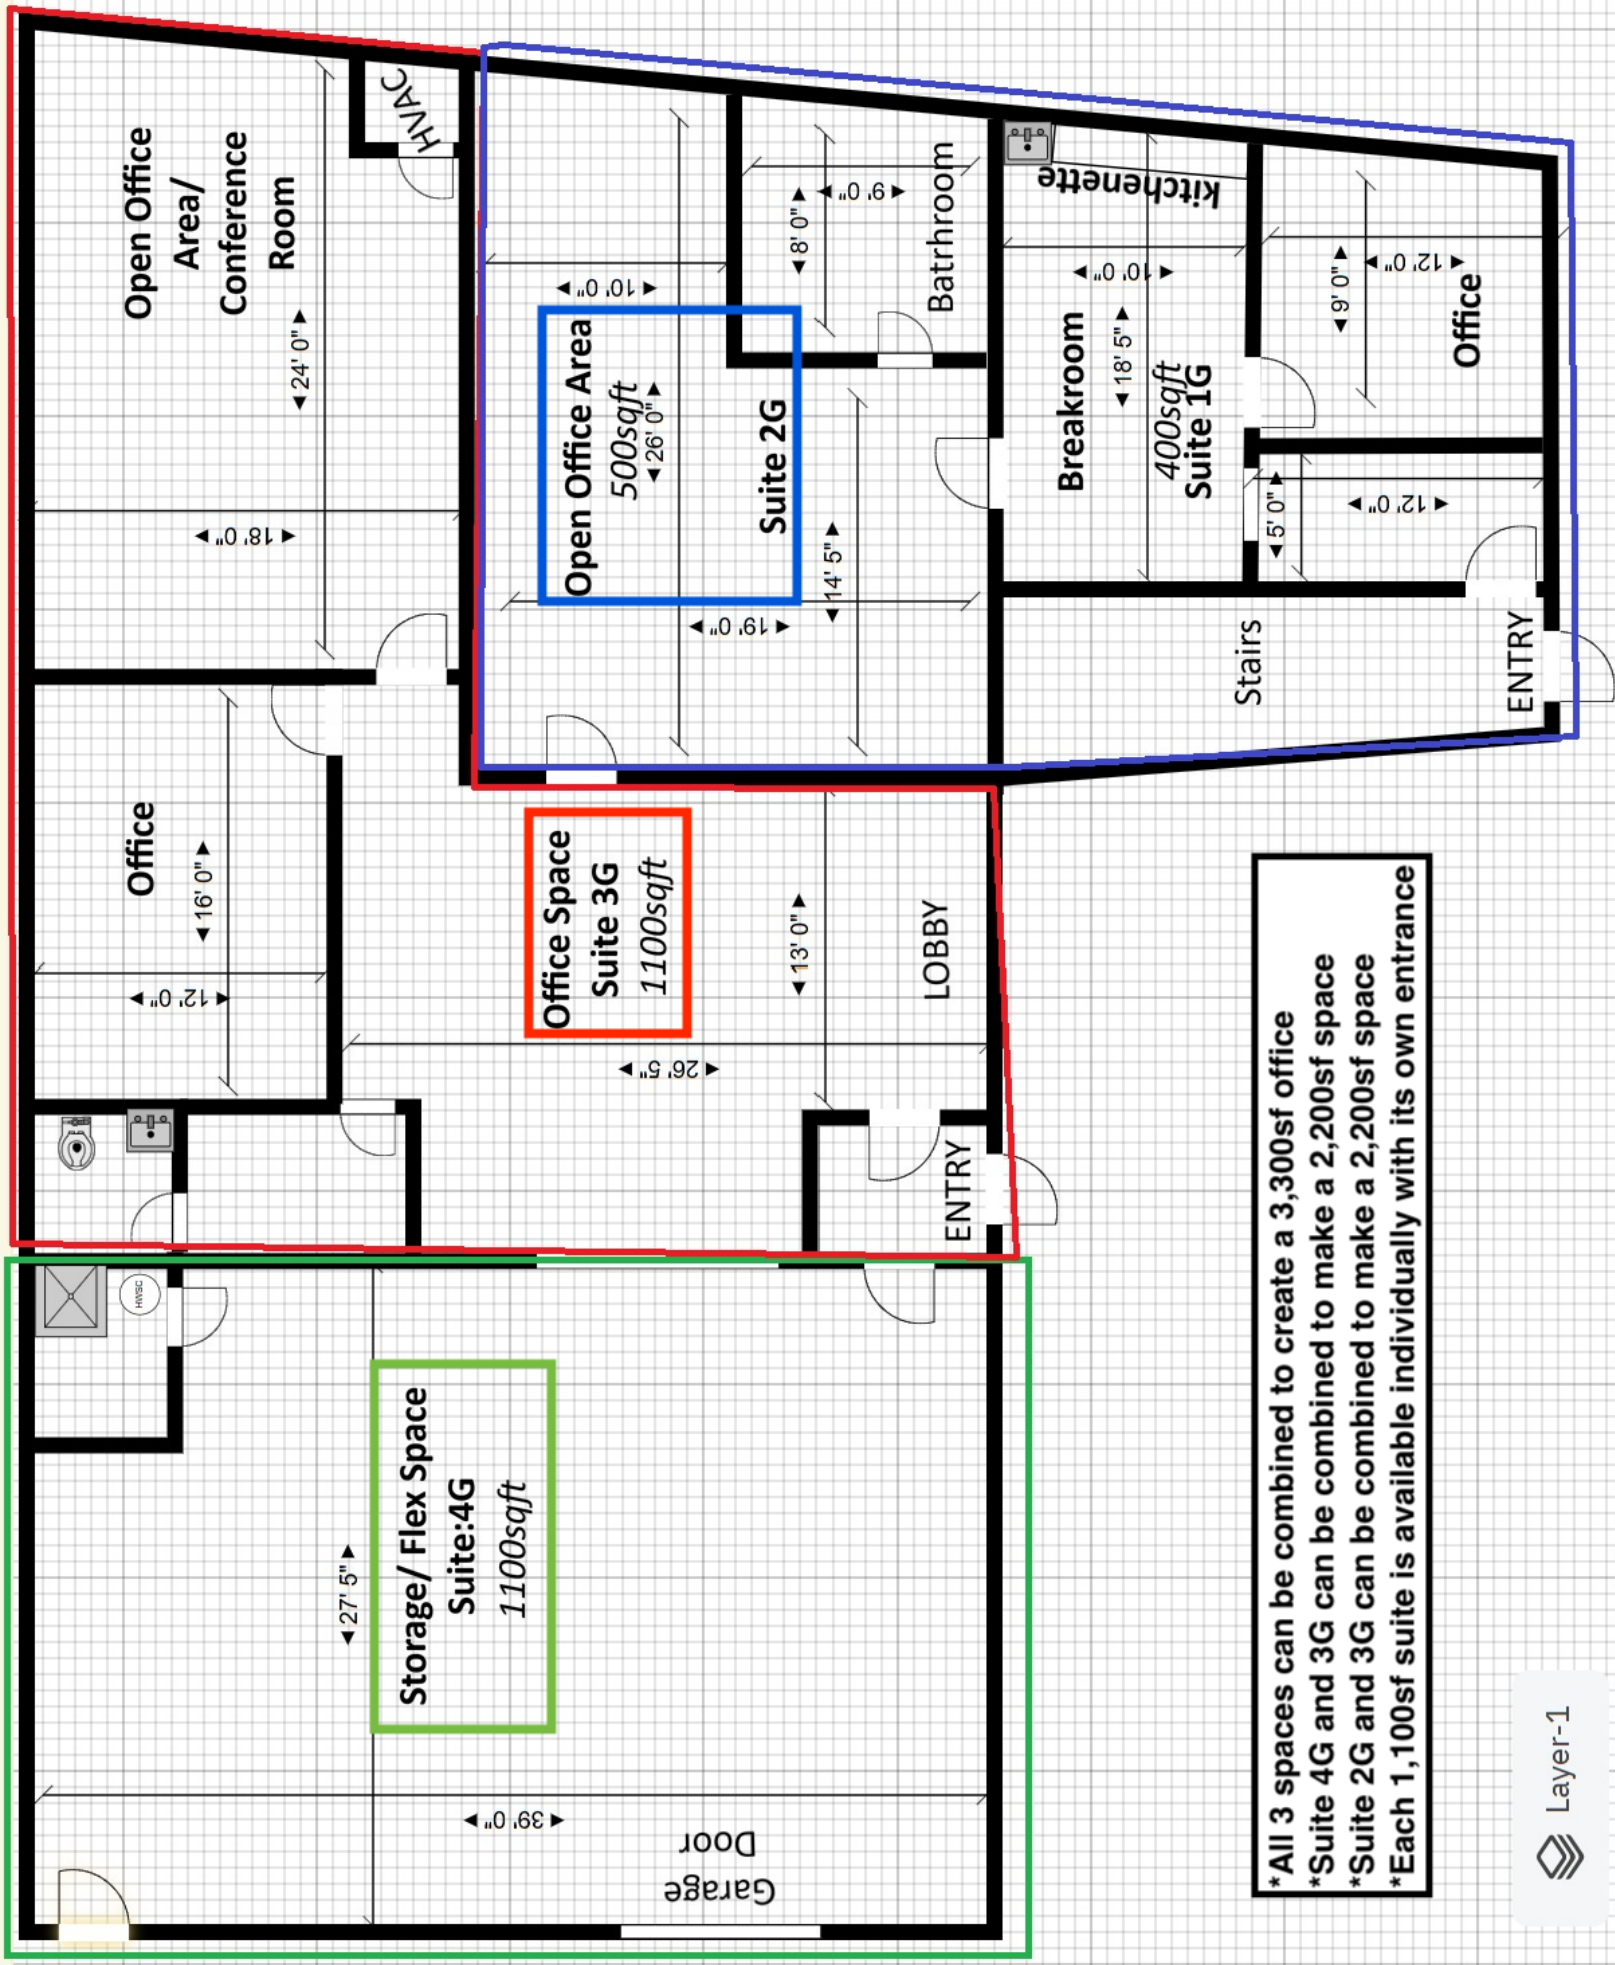 Open Office
Area/
Conference
Room
HVAC
24' 0"
18' 0"
Office
16' 0"
12' 0"
Open Office Area
500sqft
26' 0"
Suite 2G
10' 0"
19' 0"
14' 5"
8' 0"
9' 0"
Bathroom
kitchenette
10' 0"
Breakroom
18' 5"
400sqft
Suite 1G
9' 0"
12' 0"
Office
5' 0"
12' 0"
Stairs
ENTRY
Office Space
Suite 3G
1100sqft
13' 0"
26' 5"
LOBBY
ENTRY
HWSC
Storage/ Flex Space
Suite:4G
1100sqft
27' 5"
39' 0"
Garage
Door
*All 3 spaces can be combined to create a 3,300sf office
*Suite 4G and 3G can be combined to make a 2,200sf space
*Suite 2G and 3G can be combined to make a 2,200sf space
*Each 1,100sf suite is available individually with its own entrance
Layer-1